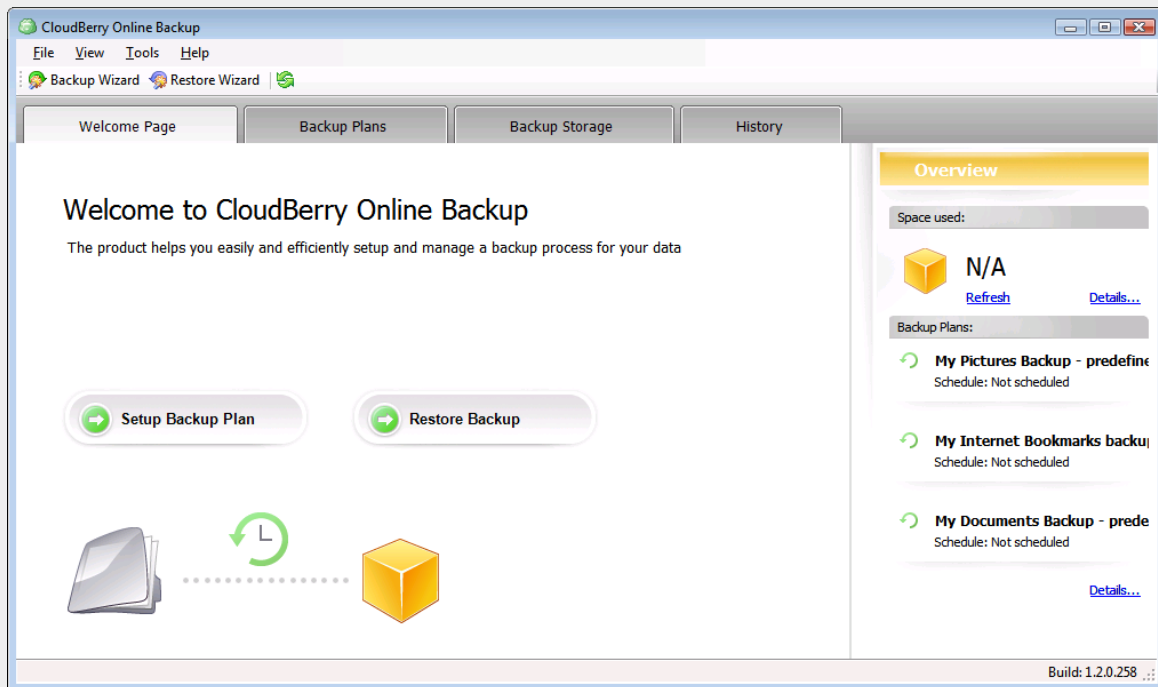 CloudBerry Online Backup
File View Tools Help
Backup Wizard Restore Wizard
Welcome Page Backup Plans Backup Storage History
Welcome to CloudBerry Online Backup
The product helps you easily and efficiently setup and manage a backup process for your data
Setup Backup Plan Restore Backup
Overview
Space used:
N/A
Refresh Details...
Backup Plans:
My Pictures Backup - predefine
Schedule: Not scheduled
My Internet Bookmarks backu
Schedule: Not scheduled
My Documents Backup - prede
Schedule: Not scheduled
Details...
Build: 1.2.0.258